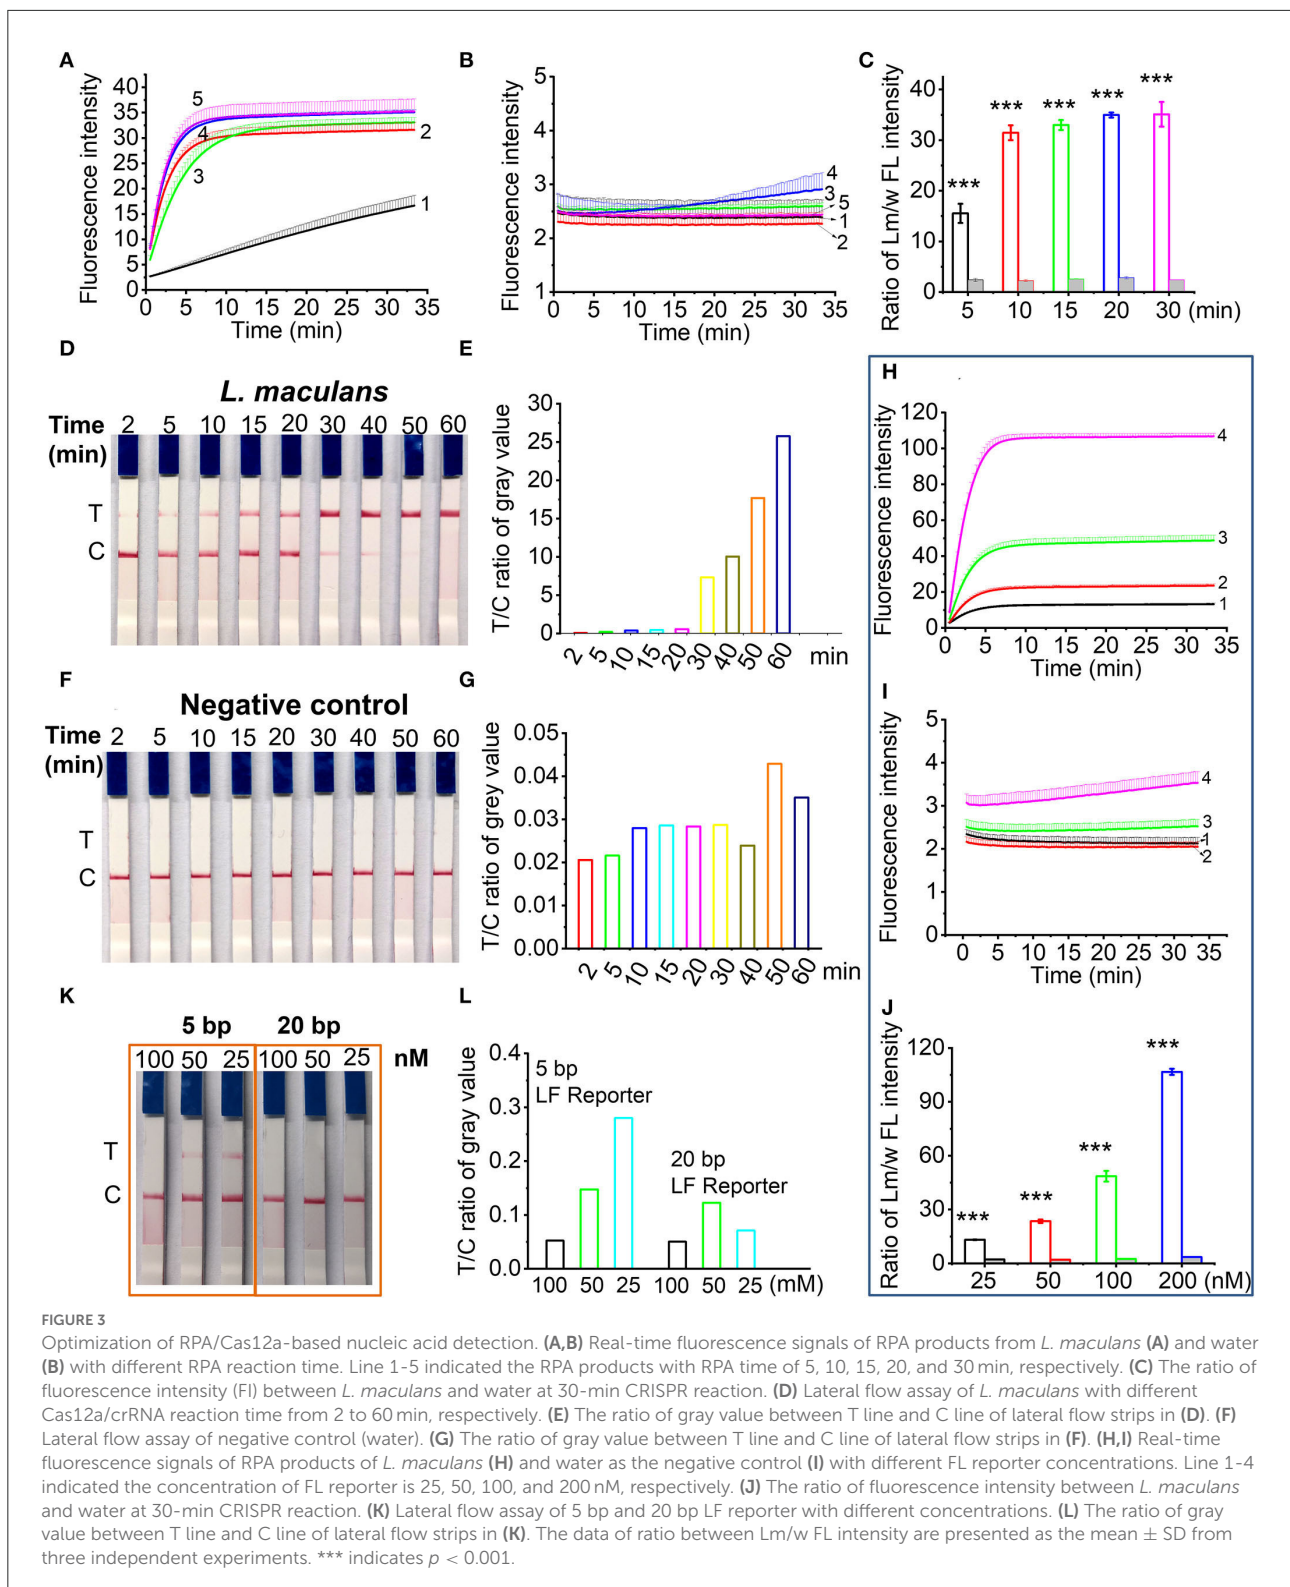 A
Fluorescence intensity
40
35
30
25
20
15
10
5
0
5
4
3
2
1
0 5 10 15 20 25 30 35
Time (min)
B
Fluorescence intensity
5
4
3
2
1
4
3
5
1
2
0 5 10 15 20 25 30 35
Time (min)
C
Ratio of Lm/w FL intensity
40
30
20
10
0
*** *** *** *** ***
5 10 15 20 30 (min)
D
L. maculans
Time 2 5 10 15 20 30 40 50 60
(min)
T
C
E
T/C ratio of gray value
30
25
20
15
10
5
0
2 5 10 15 20 30 40 50 60 min
F
Negative control
Time 2 5 10 15 20 30 40 50 60
(min)
T
C
G
T/C ratio of grey value
0.05
0.04
0.03
0.02
0.01
0.00
2 5 10 15 20 30 40 50 60 min
H
Fluorescence intensity
120
100
80
60
40
20
0
4
3
2
1
0 5 10 15 20 25 30 35
Time (min)
I
Fluorescence intensity
5
4
3
2
1
0
4
3
1
2
0 5 10 15 20 25 30 35
Time (min)
J
Ratio of Lm/w FL intensity
120
90
60
30
0
*** *** *** ***
25 50 100 200 (nM)
K
5 bp 20 bp
100 50 25 100 50 25 nM
T
C
L
T/C ratio of gray value
0.4
0.3
0.2
0.1
0.0
5 bp
LF Reporter
20 bp
LF Reporter
100 50 25 100 50 25 (mM)
FIGURE 3
Optimization of RPA/Cas12a-based nucleic acid detection. (A,B) Real-time fluorescence signals of RPA products from L. maculans (A) and water
(B) with different RPA reaction time. Line 1-5 indicated the RPA products with RPA time of 5, 10, 15, 20, and 30 min, respectively. (C) The ratio of
fluorescence intensity (FI) between L. maculans and water at 30-min CRISPR reaction. (D) Lateral flow assay of L. maculans with different
Cas12a/crRNA reaction time from 2 to 60 min, respectively. (E) The ratio of gray value between T line and C line of lateral flow strips in (D). (F)
Lateral flow assay of negative control (water). (G) The ratio of gray value between T line and C line of lateral flow strips in (F). (H,I) Real-time
fluorescence signals of RPA products of L. maculans (H) and water as the negative control (I) with different FL reporter concentrations. Line 1-4
indicated the concentration of FL reporter is 25, 50, 100, and 200 nM, respectively. (J) The ratio of fluorescence intensity between L. maculans
and water at 30-min CRISPR reaction. (K) Lateral flow assay of 5 bp and 20 bp LF reporter with different concentrations. (L) The ratio of gray
value between T line and C line of lateral flow strips in (K). The data of ratio between Lm/w FL intensity are presented as the mean ± SD from
three independent experiments. *** indicates p < 0.001.